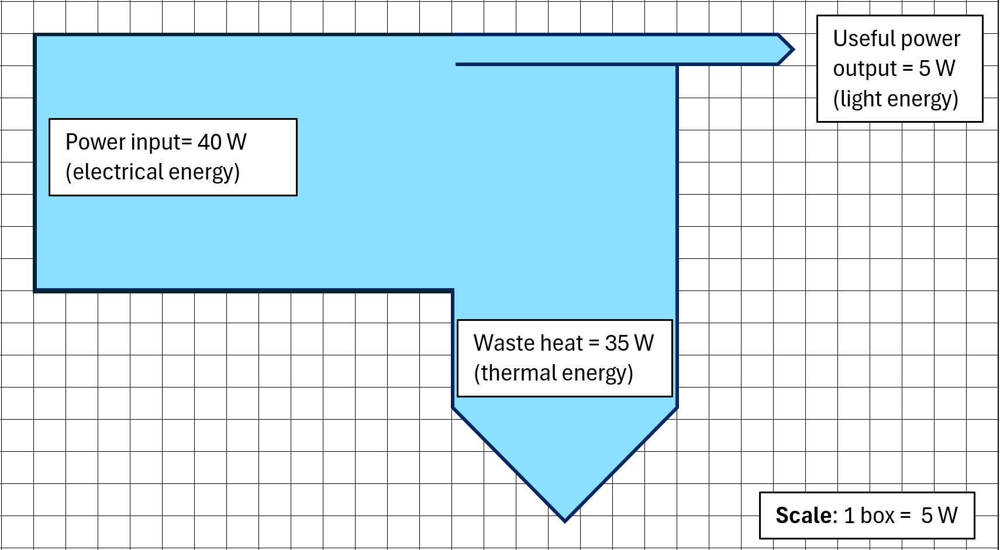 Useful power
output = 5 W
(light energy)
Power input= 40 W
(electrical energy)
Waste heat = 35 W
(thermal energy)
Scale: 1 box =  5 W